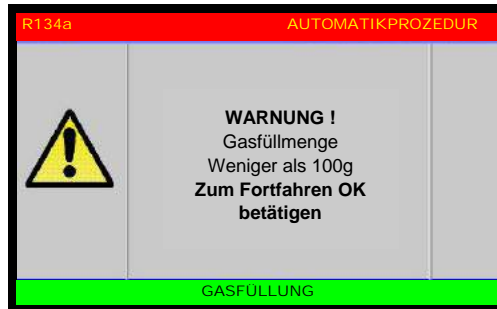 R134a AUTOMATIKPROZEDUR
WARNUNG !
Gasfüllmenge
Weniger als 100g
Zum Fortfahren OK
betätigen
GASFÜLLUNG